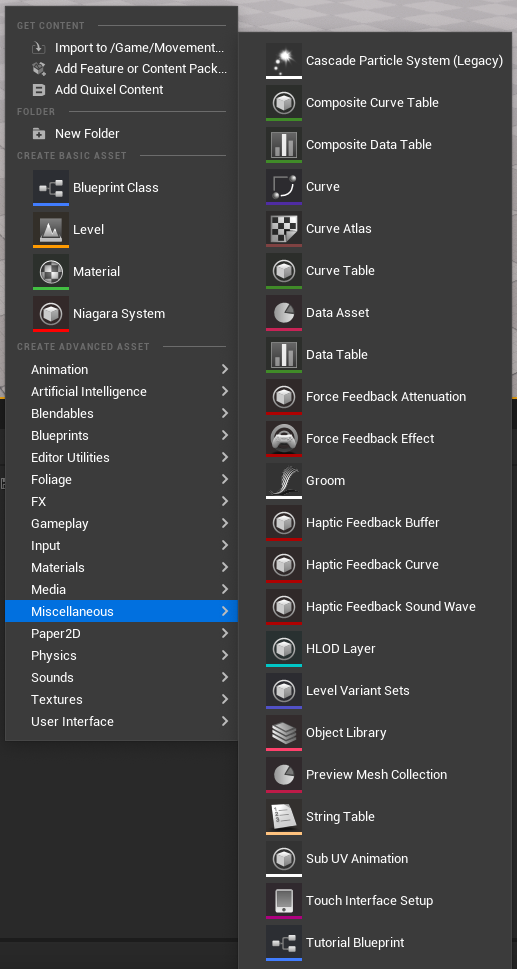 GET CONTENT
Import to /Game/Movement...
Add Feature or Content Pack...
Add Quixel Content
FOLDER
New Folder
CREATE BASIC ASSET
Blueprint Class
Level
Material
Niagara System
CREATE ADVANCED ASSET
Animation
Artificial Intelligence
Blendables
Blueprints
Editor Utilities
Foliage
FX
Gameplay
Input
Materials
Media
Miscellaneous
Paper2D
Physics
Sounds
Textures
User Interface
Cascade Particle System (Legacy)
Composite Curve Table
Composite Data Table
Curve
Curve Atlas
Curve Table
Data Asset
Data Table
Force Feedback Attenuation
Force Feedback Effect
Groom
Haptic Feedback Buffer
Haptic Feedback Curve
Haptic Feedback Sound Wave
HLOD Layer
Level Variant Sets
Object Library
Preview Mesh Collection
String Table
Sub UV Animation
Touch Interface Setup
Tutorial Blueprint